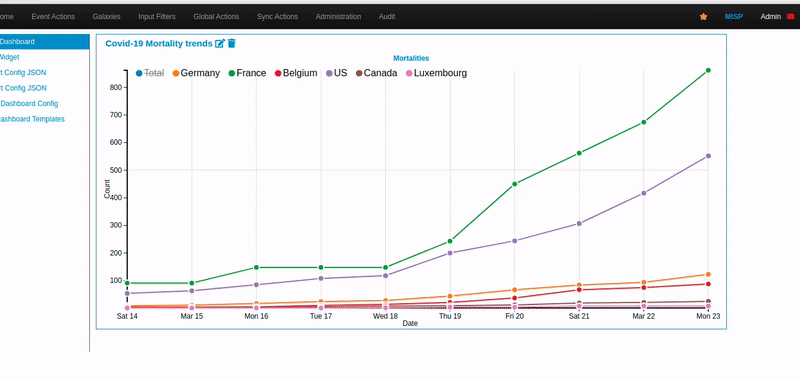 ome Event Actions Galaxies Input Filters Global Actions Sync Actions Administration Audit MISP Admin
Dashboard
Widget
rt Config JSON
rt Config JSON
Dashboard Config
ashboard Templates
Covid-19 Mortality trends
Mortalities
Total Germany France Belgium US Canada Luxembourg
800
700
600
500
400
300
200
100
Count
Sat 14 Mar 15 Mon 16 Tue 17 Wed 18 Thu 19 Fri 20 Sat 21 Mar 22 Mon 23
Date